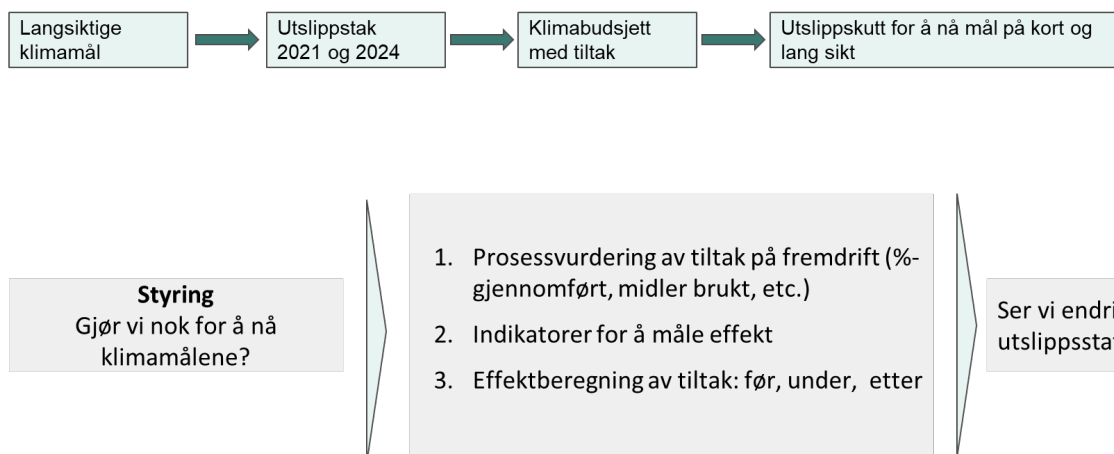 Langsiktige
klimamål
Utslippstak
2021 og 2024
Klimabudsjett
med tiltak
Utslippskutt for å nå mål på kort og
lang sikt
Styring
Gjør vi nok for å nå
klimamålene?
1. Prosessvurdering av tiltak på fremdrift (%-
gjennomført, midler brukt, etc.)
2. Indikatorer for å måle effekt
3. Effektberegning av tiltak: før, under, etter
Ser vi